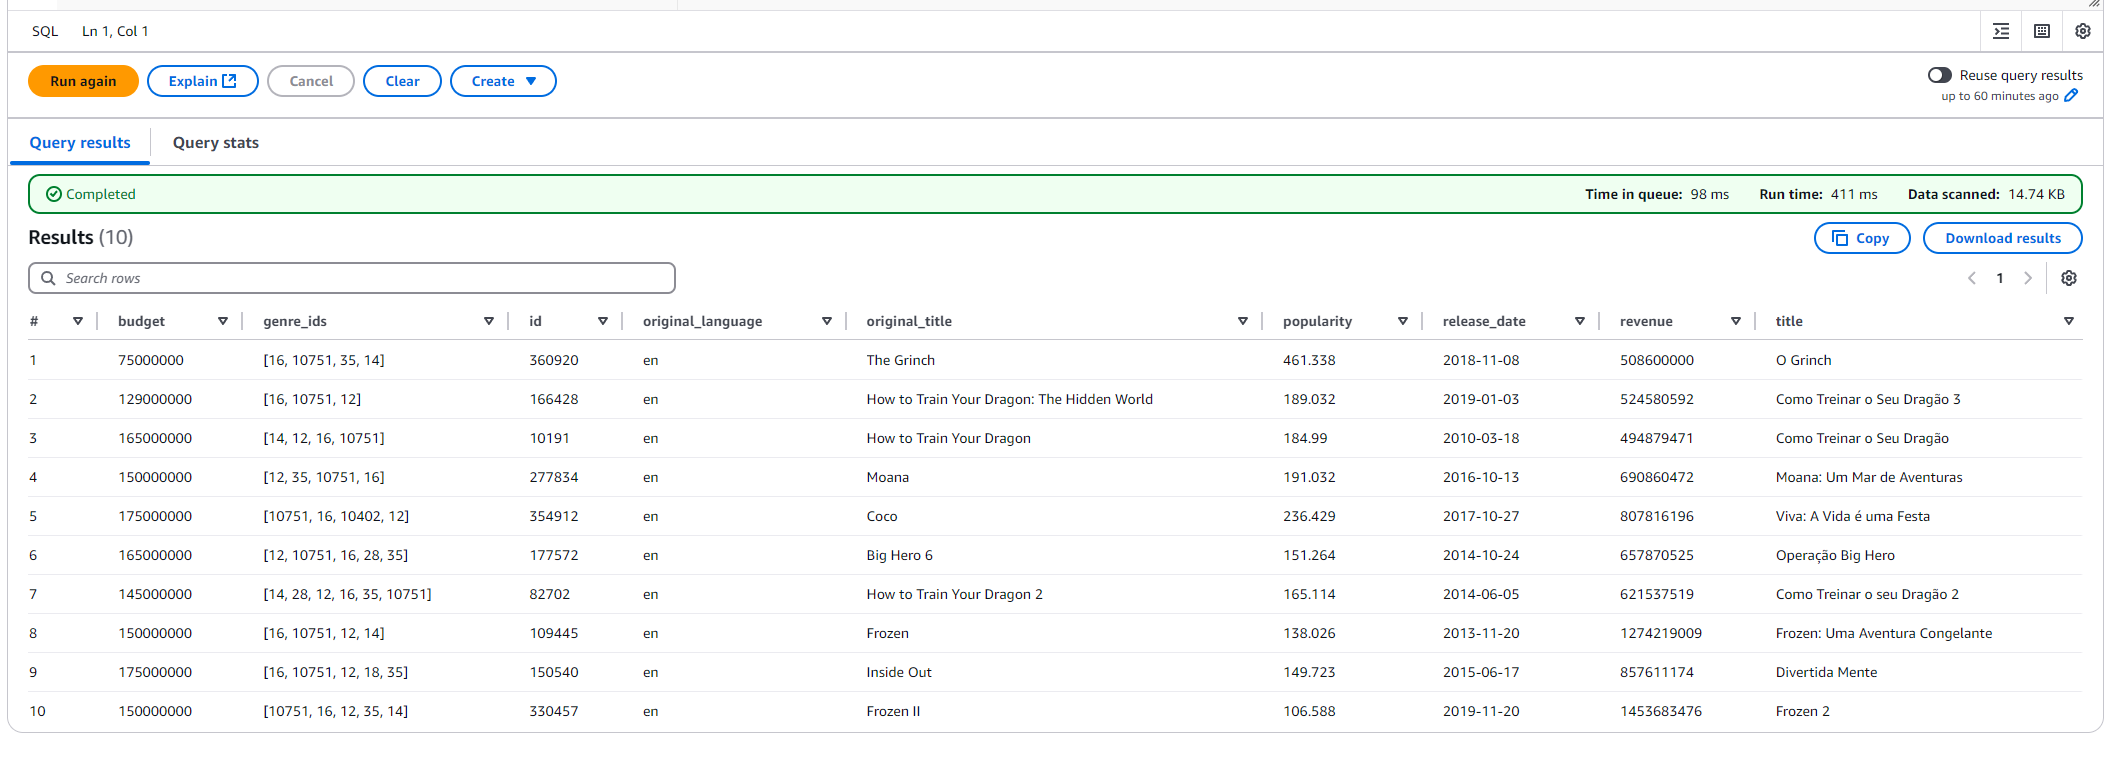 SQL Ln 1, Col 1
Run again Explain Cancel Clear Create Reuse query results
up to 60 minutes ago
Query results Query stats
Completed Time in queue: 98 ms Run time: 411 ms Data scanned: 14.74 KB
Results (10) Copy Download results
Search rows 1
# budget genre_ids id original_language original_title popularity release_date revenue title
1 75000000 [16, 10751, 35, 14] 360920 en The Grinch 461.338 2018-11-08 508600000 O Grinch
2 129000000 [16, 10751, 12] 166428 en How to Train Your Dragon: The Hidden World 189.032 2019-01-03 524580592 Como Treinar o Seu Dragão 3
3 165000000 [14, 12, 16, 10751] 10191 en How to Train Your Dragon 184.99 2010-03-18 494879471 Como Treinar o Seu Dragão
4 150000000 [12, 35, 10751, 16] 277834 en Moana 191.032 2016-10-13 690860472 Moana: Um Mar de Aventuras
5 175000000 [10751, 16, 10402, 12] 354912 en Coco 236.429 2017-10-27 807816196 Viva: A Vida é uma Festa
6 165000000 [12, 10751, 16, 28, 35] 177572 en Big Hero 6 151.264 2014-10-24 657870525 Operação Big Hero
7 145000000 [14, 28, 12, 16, 35, 10751] 82702 en How to Train Your Dragon 2 165.114 2014-06-05 621537519 Como Treinar o seu Dragão 2
8 150000000 [16, 10751, 12, 14] 109445 en Frozen 138.026 2013-11-20 1274219009 Frozen: Uma Aventura Congelante
9 175000000 [16, 10751, 12, 18, 35] 150540 en Inside Out 149.723 2015-06-17 857611174 Divertida Mente
10 150000000 [10751, 16, 12, 35, 14] 330457 en Frozen II 106.588 2019-11-20 1453683476 Frozen 2